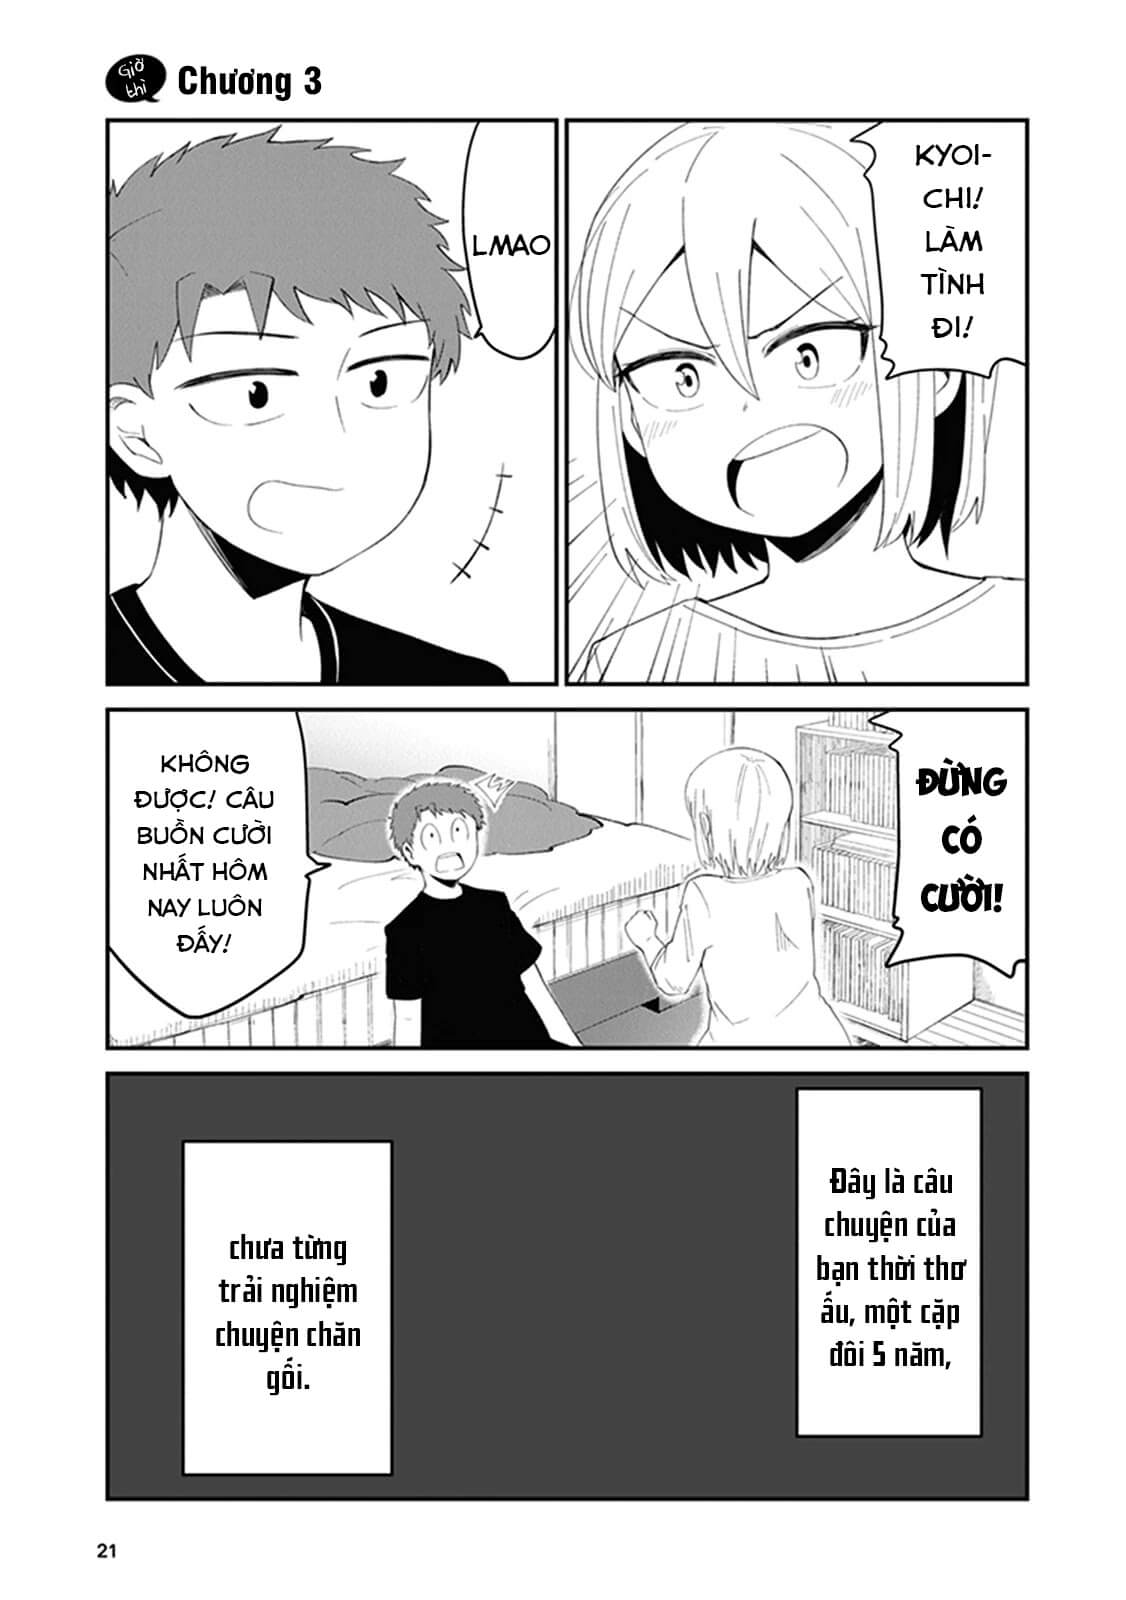 Giờ
thì
Chương 3
KYOI-
CHI!
LÀM
TÌNH
ĐI!
LMAO
ĐỪNG
CÓ
CƯỜI!
KHÔNG
ĐƯỢC! CÂU
BUỒN CƯỜI
NHẤT HÔM
NAY LUÔN
ĐẤY!
Đây là câu
chuyện của
bạn thời thơ
ấu, một cặp
đôi 5 năm,
chưa từng
trải nghiệm
chuyện chăn
gối.
21